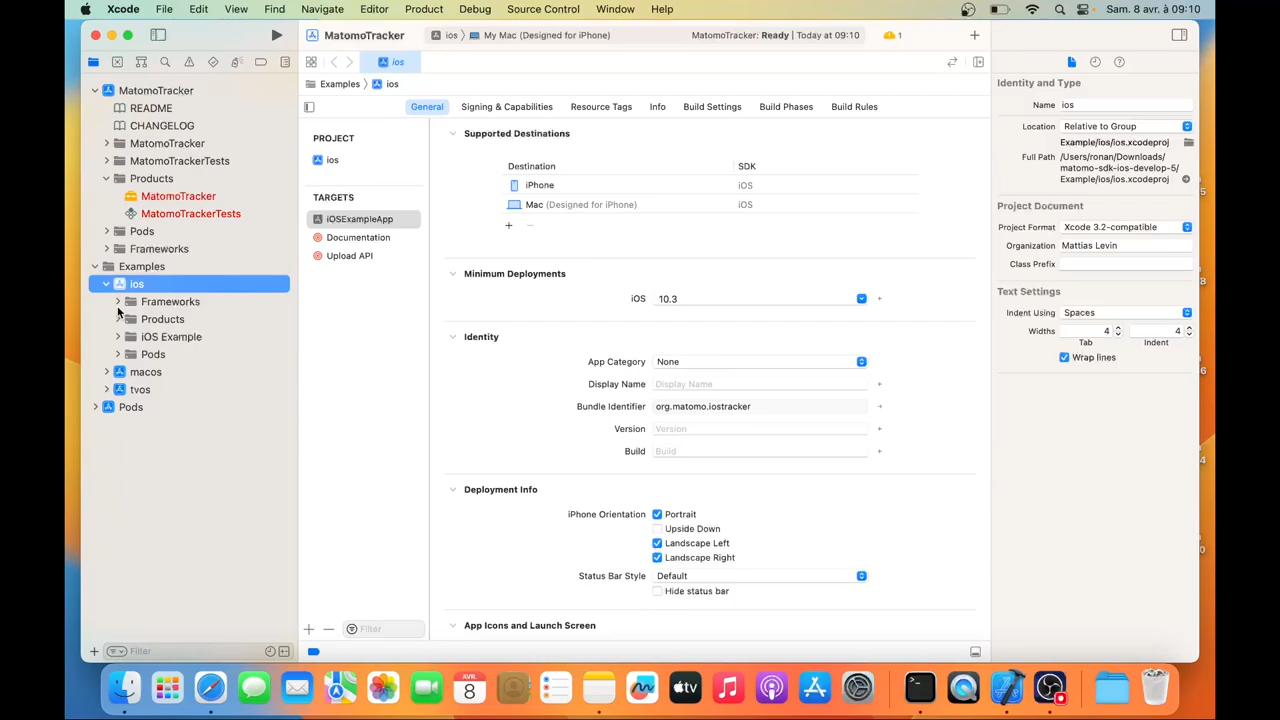 Xcode File Edit View Find Navigate Editor Product Debug Source Control Window Help Sam. 8 avr. à 09:10
MatomoTracker ios My Mac (Designed for iPhone) MatomoTracker: Ready | Today at 09:10 1
ios
Examples ios
General Signing & Capabilities Resource Tags Info Build Settings Build Phases Build Rules
MatomoTracker
README
CHANGELOG
MatomoTracker
MatomoTrackerTests
Products
MatomoTracker
MatomoTrackerTests
Pods
Frameworks
Examples
ios
Frameworks
Products
iOS Example
Pods
macos
tvos
Pods
Filter
PROJECT
ios
TARGETS
iOSExampleApp
Documentation
Upload API
Filter
Supported Destinations
Destination SDK
iPhone iOS
Mac (Designed for iPhone) iOS
Minimum Deployments
iOS 10.3
Identity
App Category None
Display Name Display Name
Bundle Identifier org.matomo.iostracker
Version Version
Build Build
Deployment Info
iPhone Orientation Portrait
Upside Down
Landscape Left
Landscape Right
Status Bar Style Default
Hide status bar
App Icons and Launch Screen
Identity and Type
Name ios
Location Relative to Group
Example/ios/ios.xcodeproj
Full Path /Users/ronan/Downloads/
matomo-sdk-ios-develop-5/
Example/ios/ios.xcodeproj
Project Document
Project Format Xcode 3.2-compatible
Organization Mattias Levin
Class Prefix
Text Settings
Indent Using Spaces
Widths 4 4
Tab Indent
Wrap lines
AVR.
8
tv